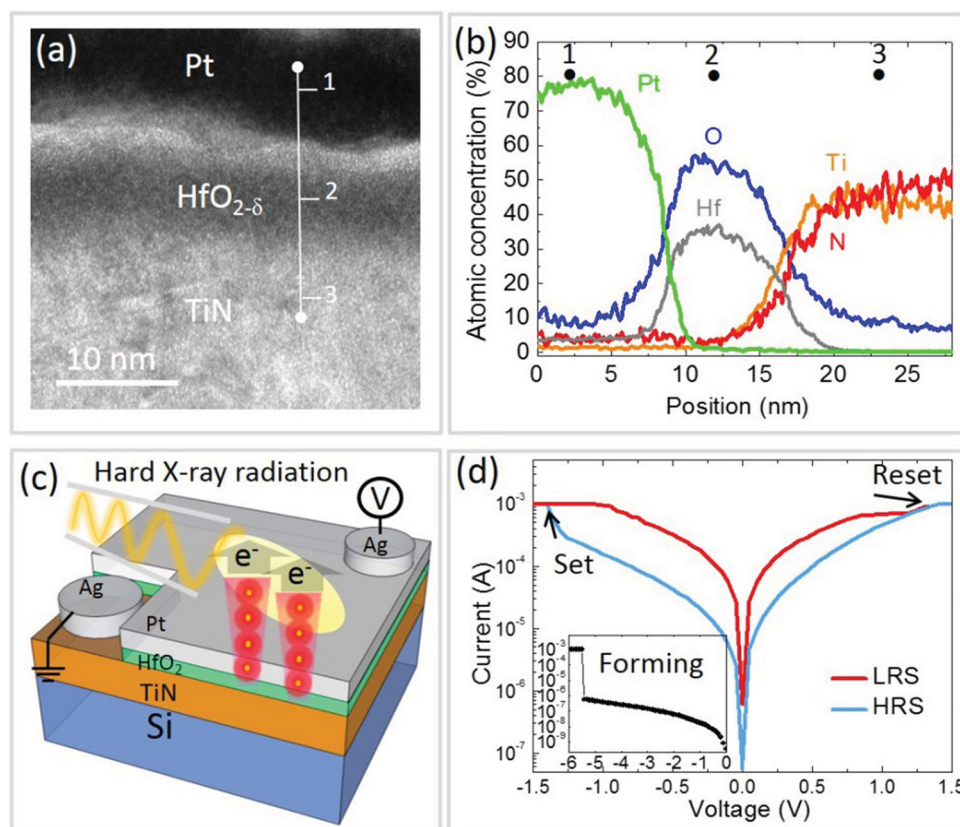 (a)
Pt
1
2
HfO2-δ
3
TiN
10 nm
(b)
90
80
70
60
50
40
30
20
10
0
Atomic concentration (%)
1 2 3
Pt
O
Hf
Ti
N
0 5 10 15 20 25
Position (nm)
(c)
Hard X-ray radiation
V
Ag
e-
e-
Ag
Pt
HfO2
TiN
Si
(d)
Reset
Set
10-3
10-4
10-5
10-6
10-7
Current (A)
Forming
10-3
10-4
10-5
10-6
10-7
10-8
10-9
-6 -5 -4 -3 -2 -1 0
LRS
HRS
-1.5 -1.0 -0.5 0.0 0.5 1.0 1.5
Voltage (V)